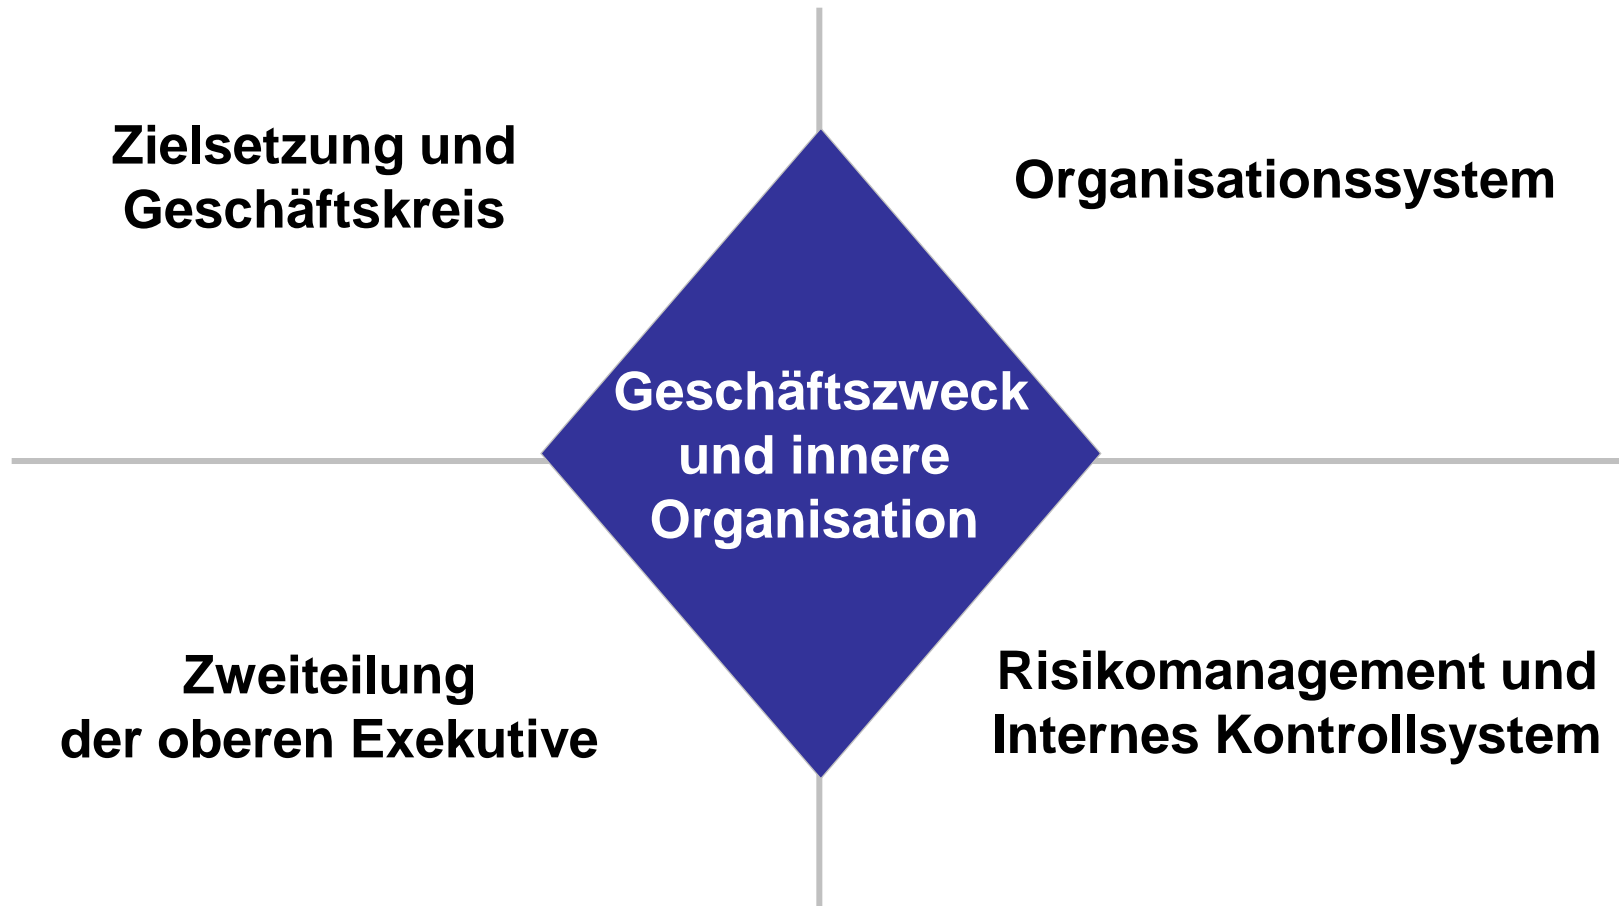 Zielsetzung und
Geschäftskreis
Organisationssystem
Geschäftszweck
und innere
Organisation
Zweiteilung
der oberen Exekutive
Risikomanagement und
Internes Kontrollsystem